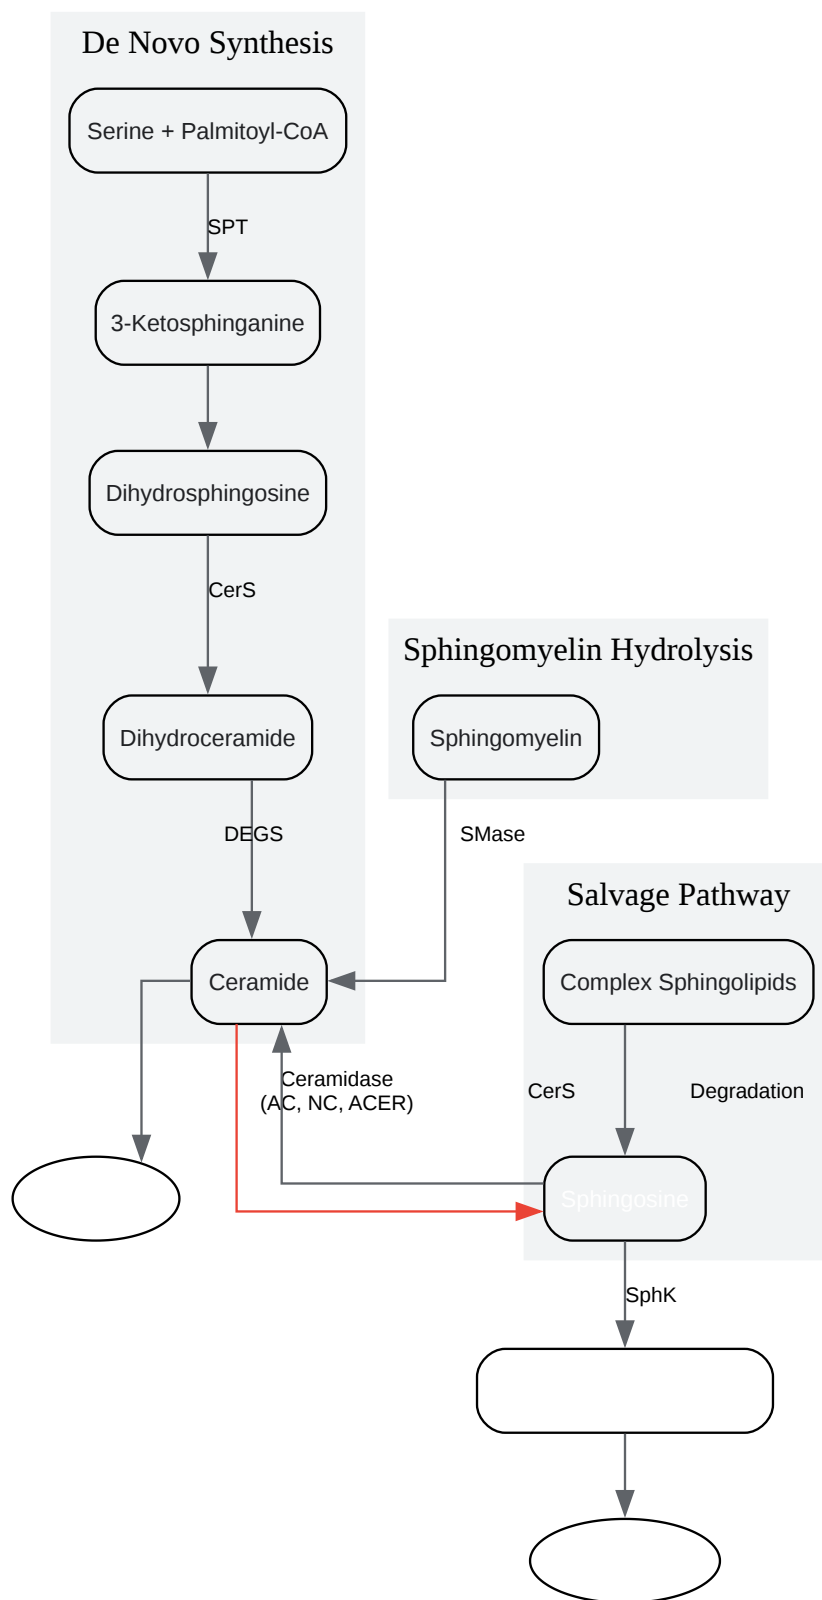 De Novo Synthesis
Serine + Palmitoyl-CoA
SPT
3-Ketosphinganine
Dihydrosphingosine
CerS
Sphingomyelin Hydrolysis
Dihydroceramide
Sphingomyelin
DEGS
SMase
Salvage Pathway
Ceramide
Complex Sphingolipids
Ceramidase
(AC, NC, ACER)
CerS
Degradation
Sphingosine
SphK